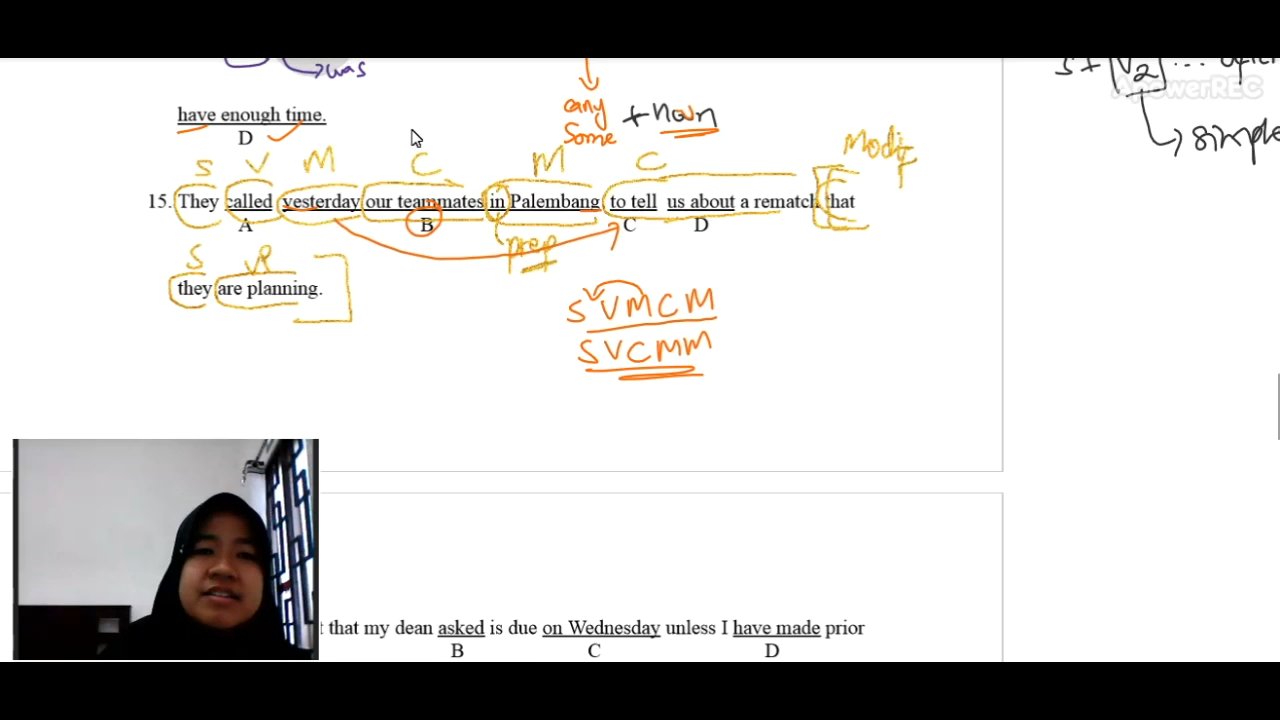 was
any
Some
+ noun
S + [V2] ...
simple
ApowerREC
have enough time.
D
S V M C M C Modif
15. They called yesterday our teammates in Palembang to tell us about a rematch that
A B C D
prep
S VP
they are planning.
S V M C M
S V C M M
t that my dean asked is due on Wednesday unless I have made prior
B C D